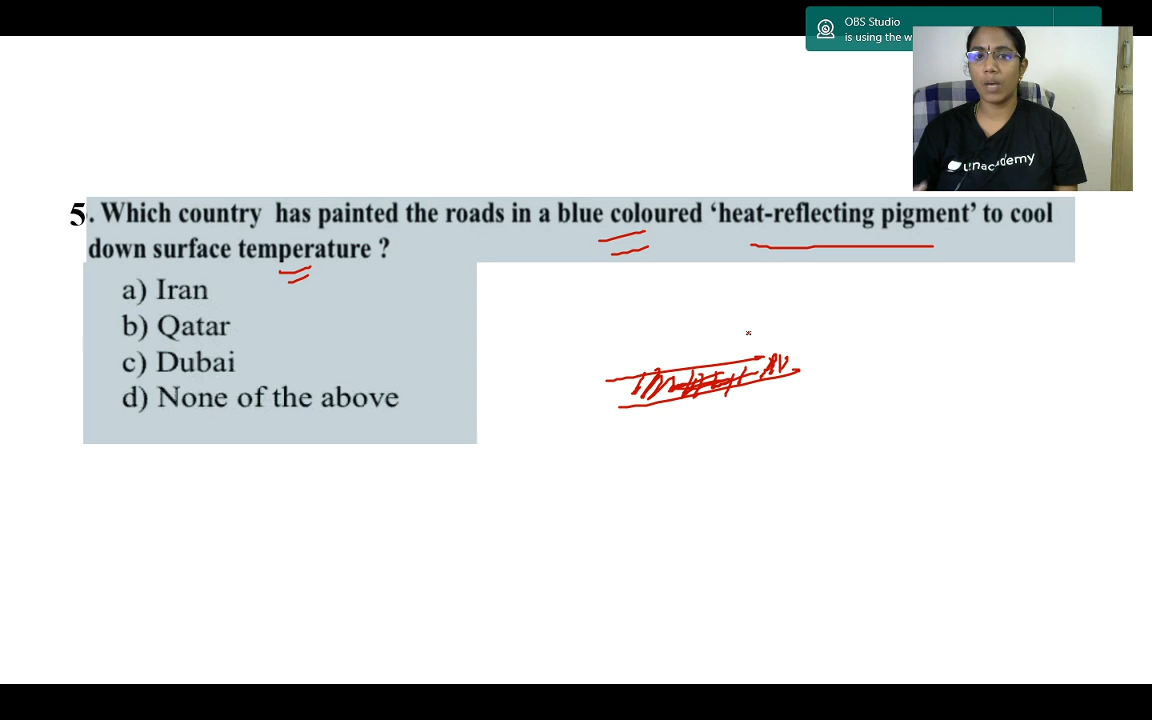 OBS Studio
is using the w
unacademy
5. Which country has painted the roads in a blue coloured ‘heat-reflecting pigment’ to cool
down surface temperature ?
a) Iran
b) Qatar
c) Dubai
d) None of the above